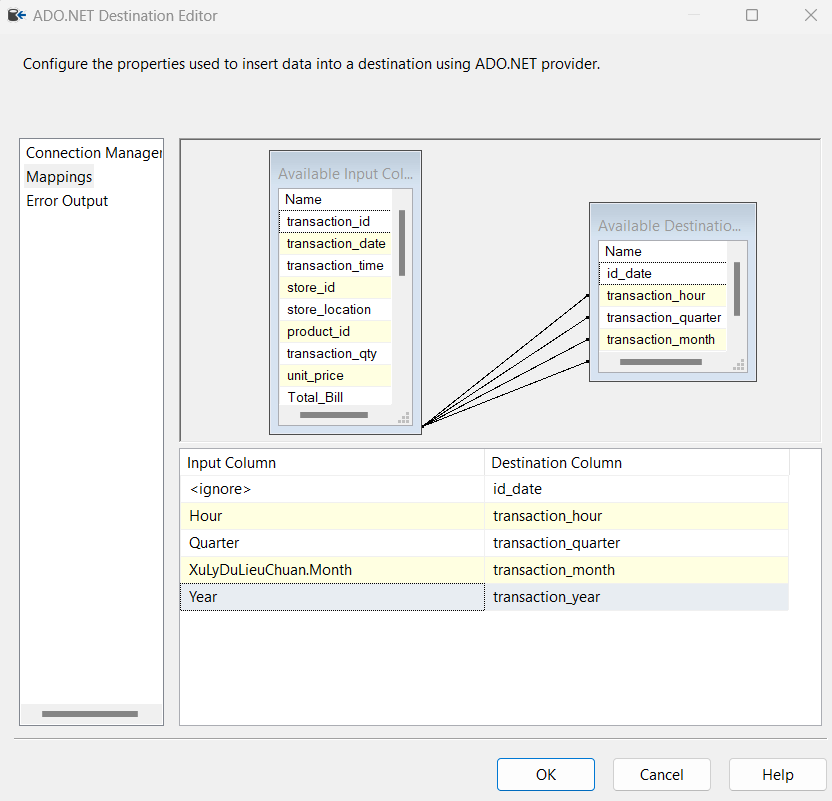 ADO.NET Destination Editor
Configure the properties used to insert data into a destination using ADO.NET provider.
Connection Manager
Mappings
Error Output
Available Input Col...
Name
transaction_id
transaction_date
transaction_time
store_id
store_location
product_id
transaction_qty
unit_price
Total_Bill
Available Destinatio...
Name
id_date
transaction_hour
transaction_quarter
transaction_month
Input Column Destination Column
<ignore> id_date
Hour transaction_hour
Quarter transaction_quarter
XuLyDuLieuChuan.Month transaction_month
Year transaction_year
OK Cancel Help